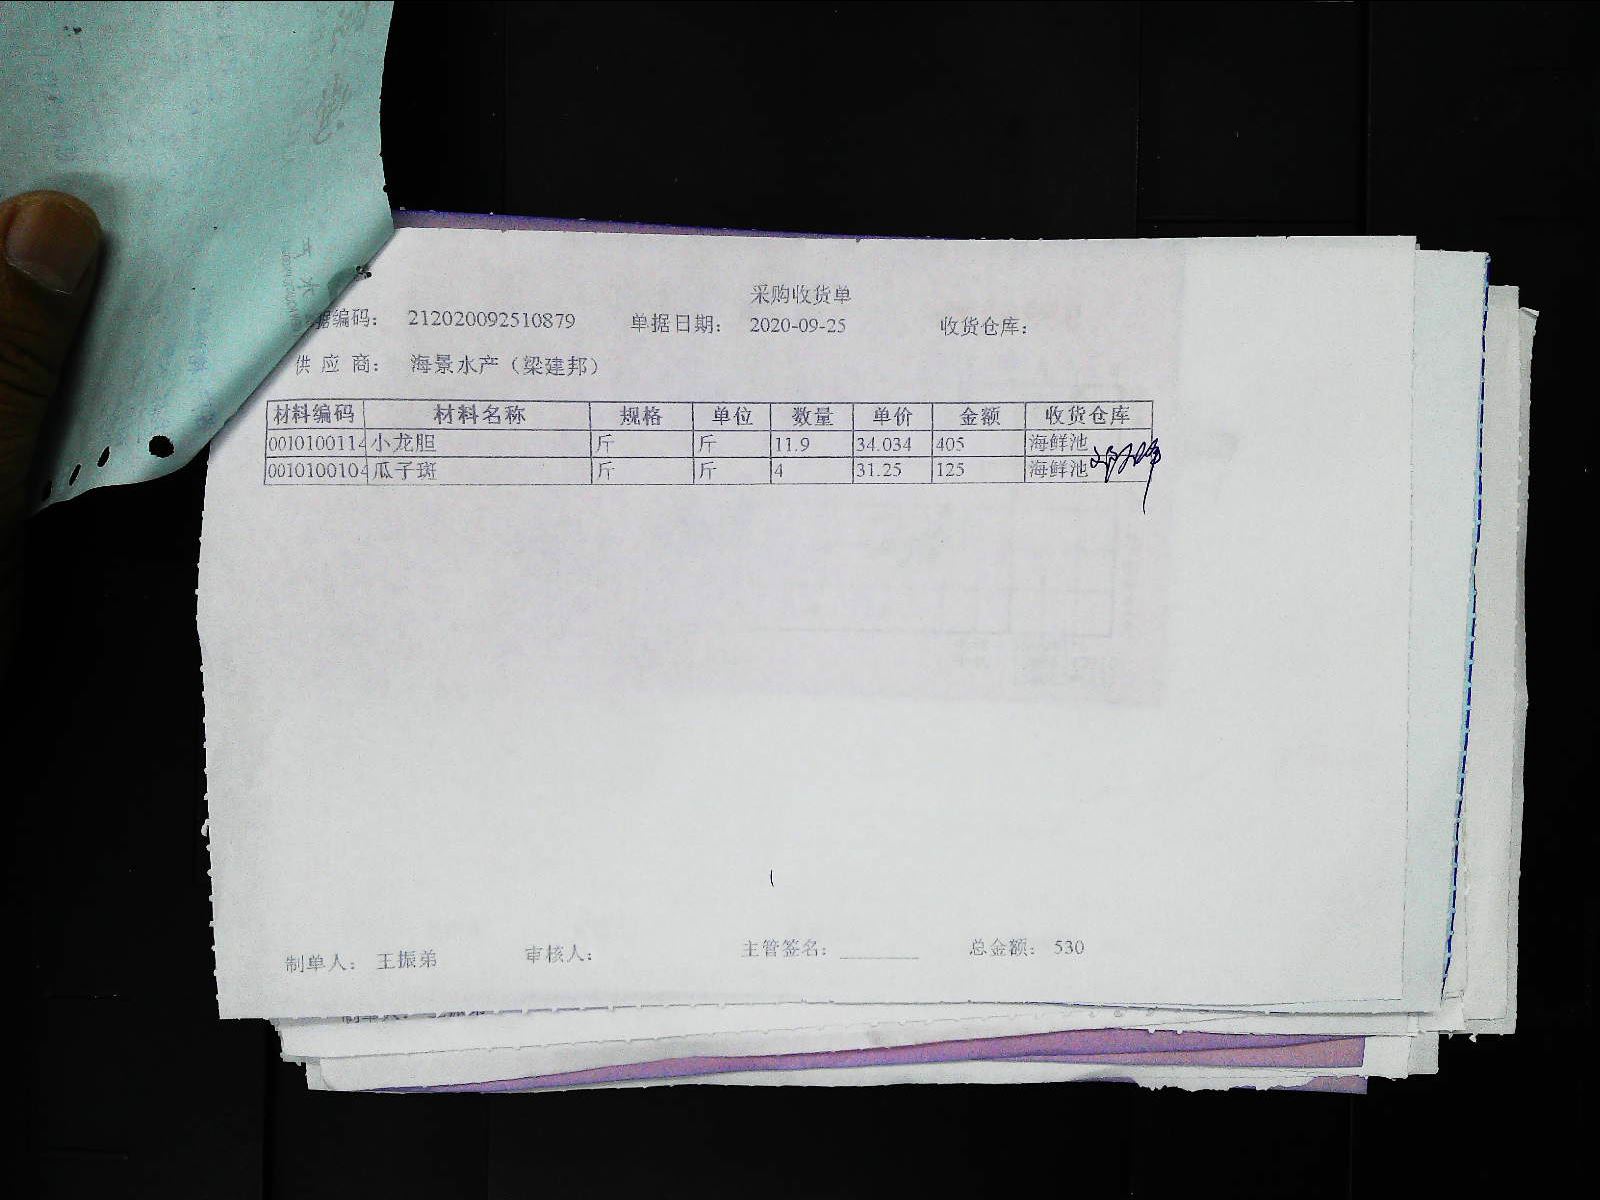 采购收货单
据编码： 212020092510879 单据日期： 2020-09-25 收货仓库：
供 应 商： 海景水产（梁建邦）
材料编码 材料名称 规格 单位 数量 单价 金额 收货仓库
0010100114 小龙胆 斤 斤 11.9 34.034 405 海鲜池
0010100104 瓜子斑 斤 斤 4 31.25 125 海鲜池
制单人： 王振弟 审核人： 主管签名： 总金额： 530